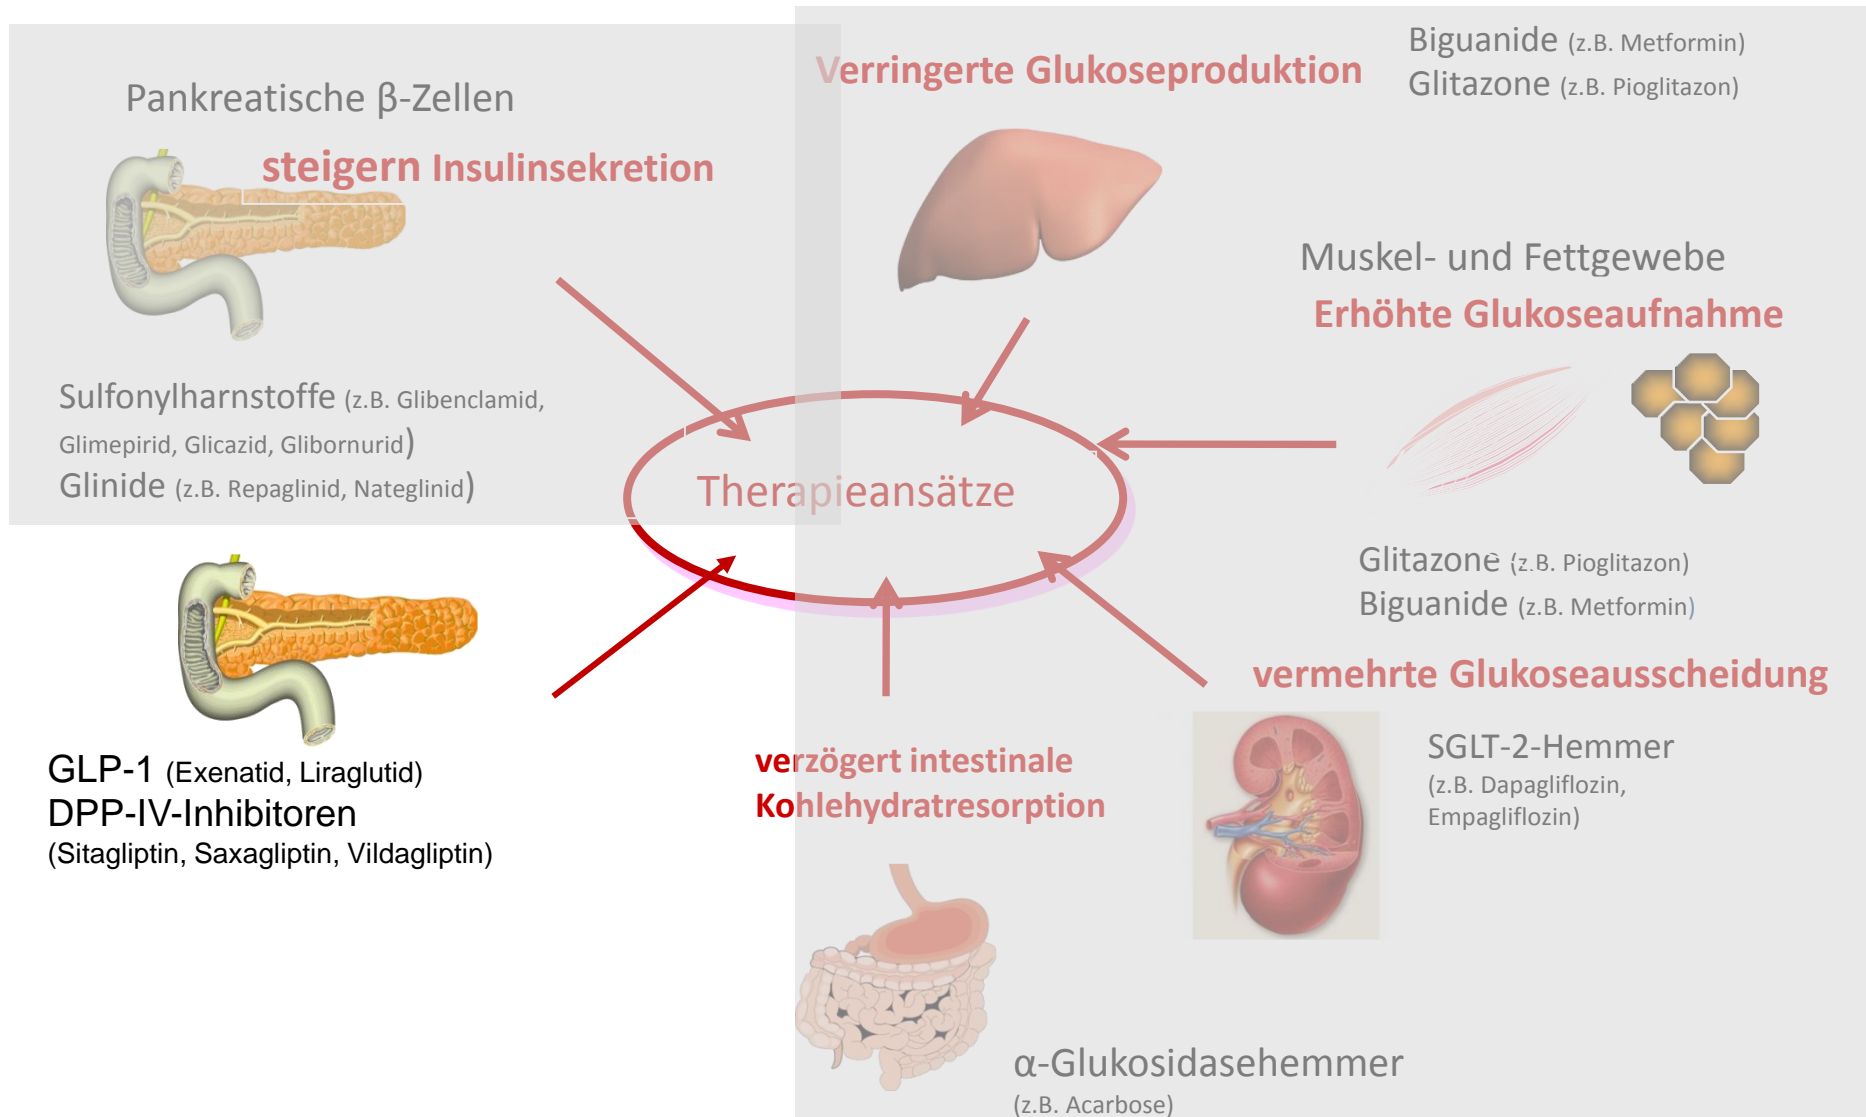 Pankreatische β-Zellen
steigern Insulinsekretion
Sulfonylharnstoffe (z.B. Glibenclamid,
Glimepirid, Glicazid, Glibornurid)
Glinide (z.B. Repaglinid, Nateglinid)
Verringerte Glukoseproduktion
Biguanide (z.B. Metformin)
Glitazone (z.B. Pioglitazon)
Muskel- und Fettgewebe
Erhöhte Glukoseaufnahme
Therapieansätze
Glitazone (z.B. Pioglitazon)
Biguanide (z.B. Metformin)
vermehrte Glukoseausscheidung
SGLT-2-Hemmer
(z.B. Dapagliflozin,
Empagliflozin)
GLP-1 (Exenatid, Liraglutid)
DPP-IV-Inhibitoren
(Sitagliptin, Saxagliptin, Vildagliptin)
verzögert intestinale
Kohlehydratresorption
α-Glukosidasehemmer
(z.B. Acarbose)